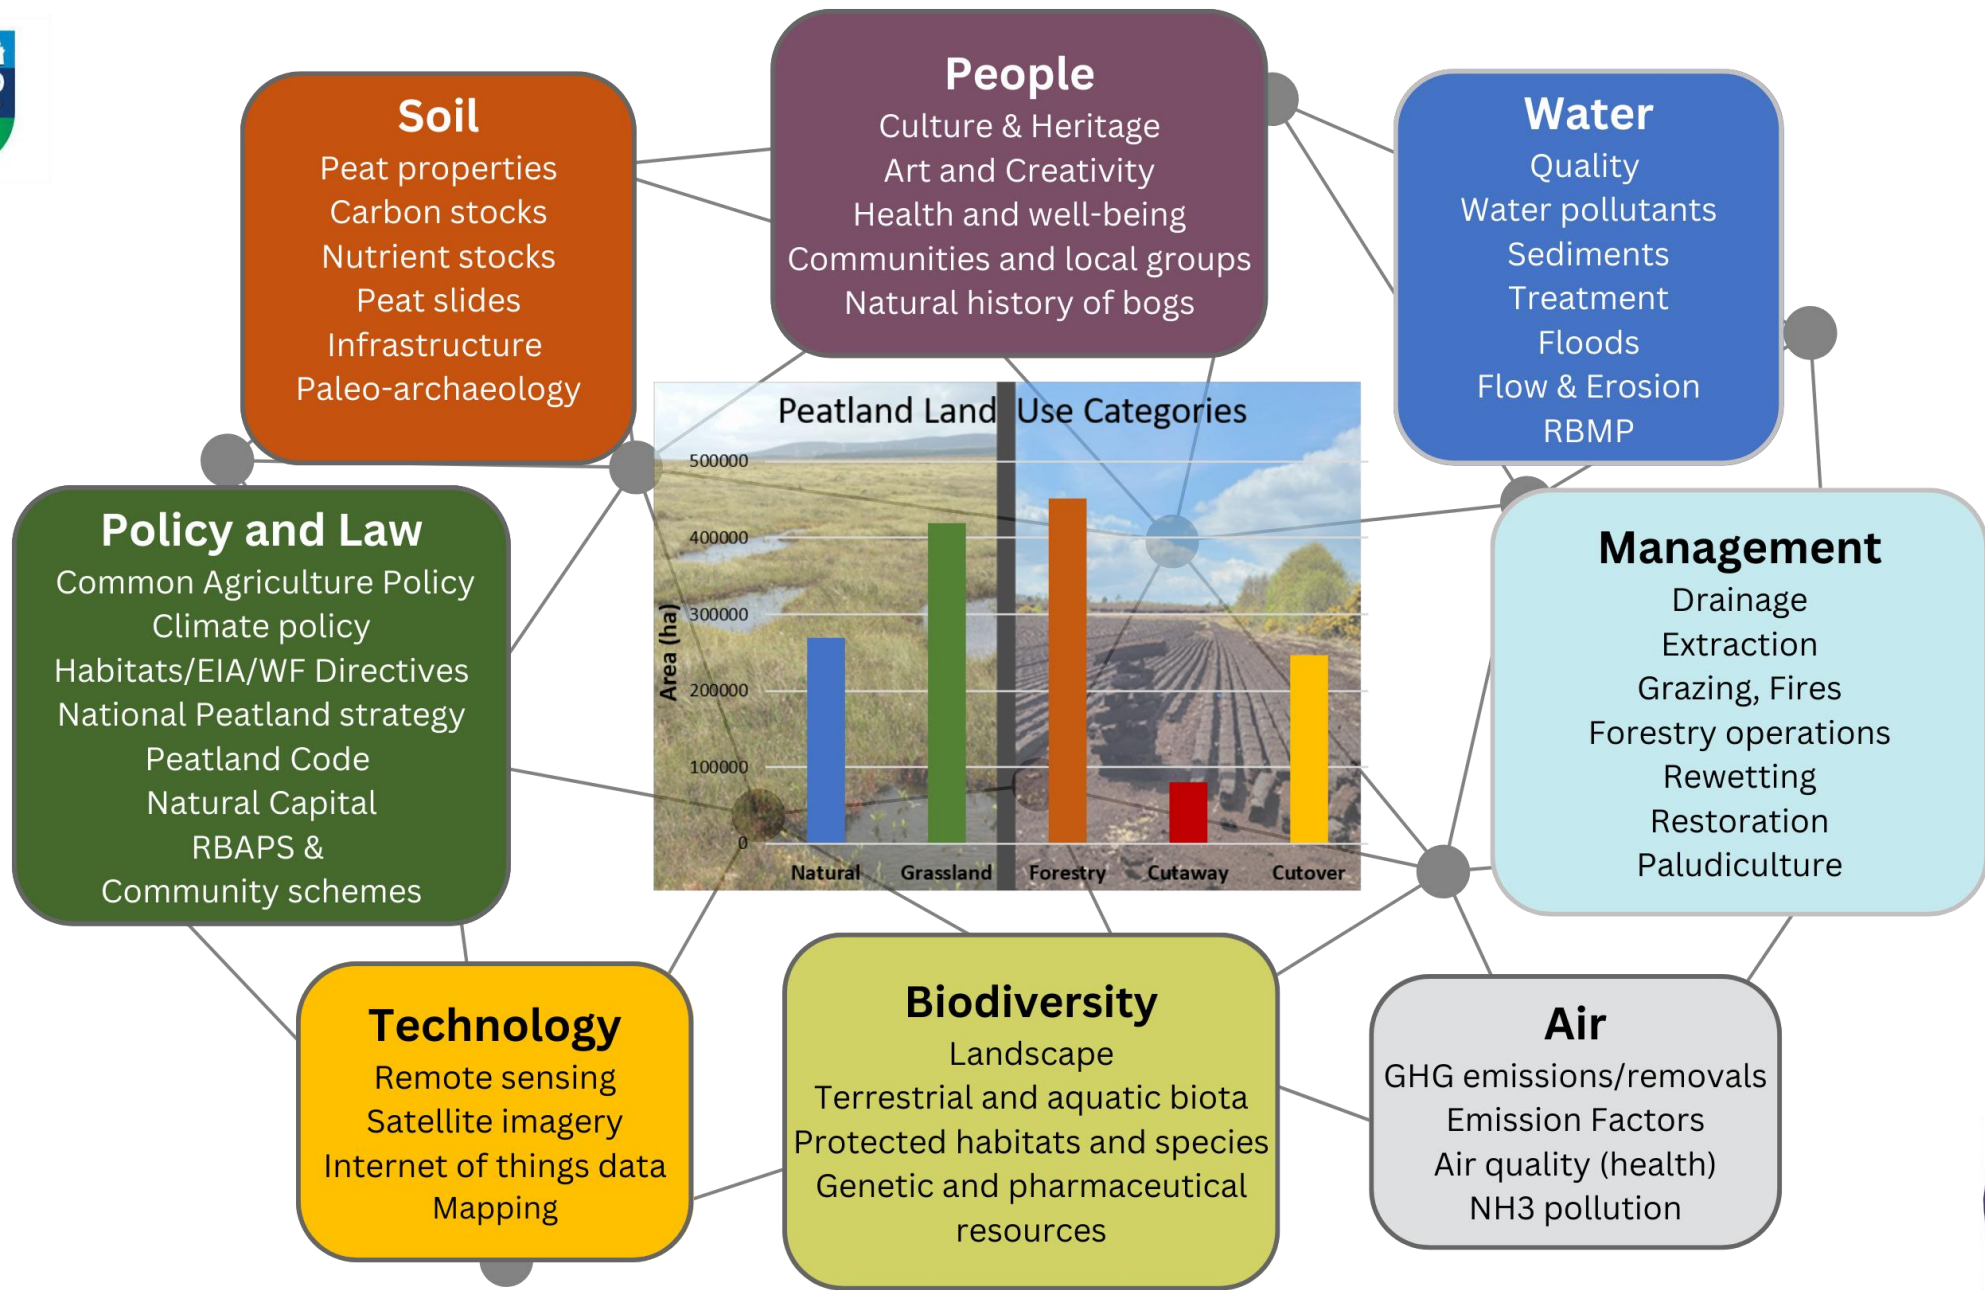 People
Culture & Heritage
Art and Creativity
Health and well-being
Communities and local groups
Natural history of bogs
Soil
Peat properties
Carbon stocks
Nutrient stocks
Peat slides
Infrastructure
Paleo-archaeology
Water
Quality
Water pollutants
Sediments
Treatment
Floods
Flow & Erosion
RBMP
Policy and Law
Common Agriculture Policy
Climate policy
Habitats/EIA/WF Directives
National Peatland strategy
Peatland Code
Natural Capital
RBAPS &
Community schemes
Peatland Land Use Categories
Area (ha)
500000
400000
300000
200000
100000
0
Natural Grassland Forestry Cutaway Cutover
Management
Drainage
Extraction
Grazing, Fires
Forestry operations
Rewetting
Restoration
Paludiculture
Technology
Remote sensing
Satellite imagery
Internet of things data
Mapping
Biodiversity
Landscape
Terrestrial and aquatic biota
Protected habitats and species
Genetic and pharmaceutical
resources
Air
GHG emissions/removals
Emission Factors
Air quality (health)
NH3 pollution